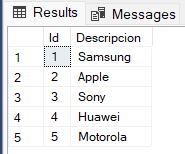 Results Messages
Id Descripcion
1 1 Samsung
2 2 Apple
3 3 Sony
4 4 Huawei
5 5 Motorola